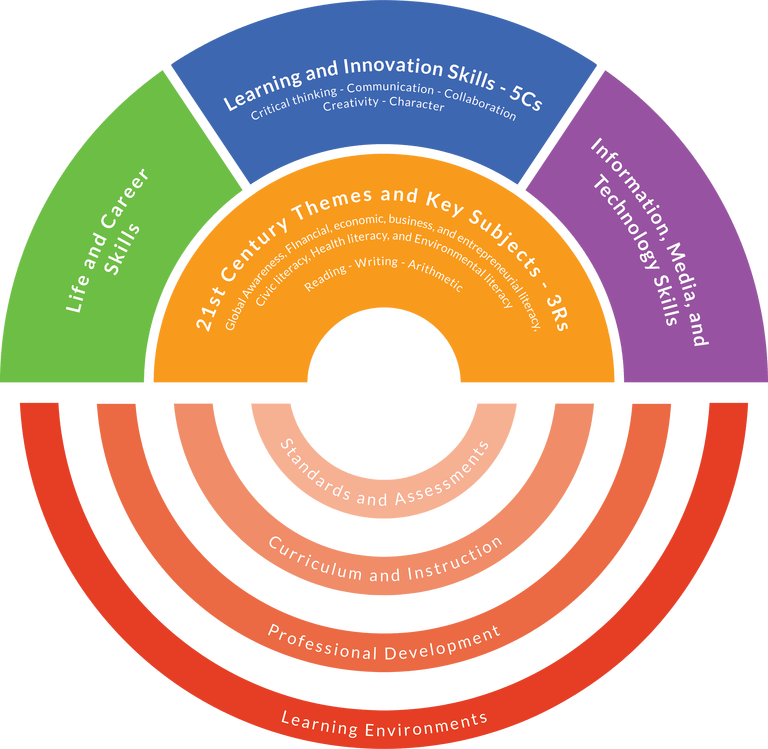 Learning and Innovation Skills - 5Cs
Critical thinking - Communication - Collaboration
Creativity - Character
Life and Career
Skills
Information, Media, and
Technology Skills
21st Century Themes and Key Subjects - 3Rs
Global Awareness, Financial, economic, business, and entrepreneurial literacy,
Civic literacy, Health literacy, and Environmental literacy
Reading - Writing - Arithmetic
Standards and Assessments
Curriculum and Instruction
Professional Development
Learning Environments